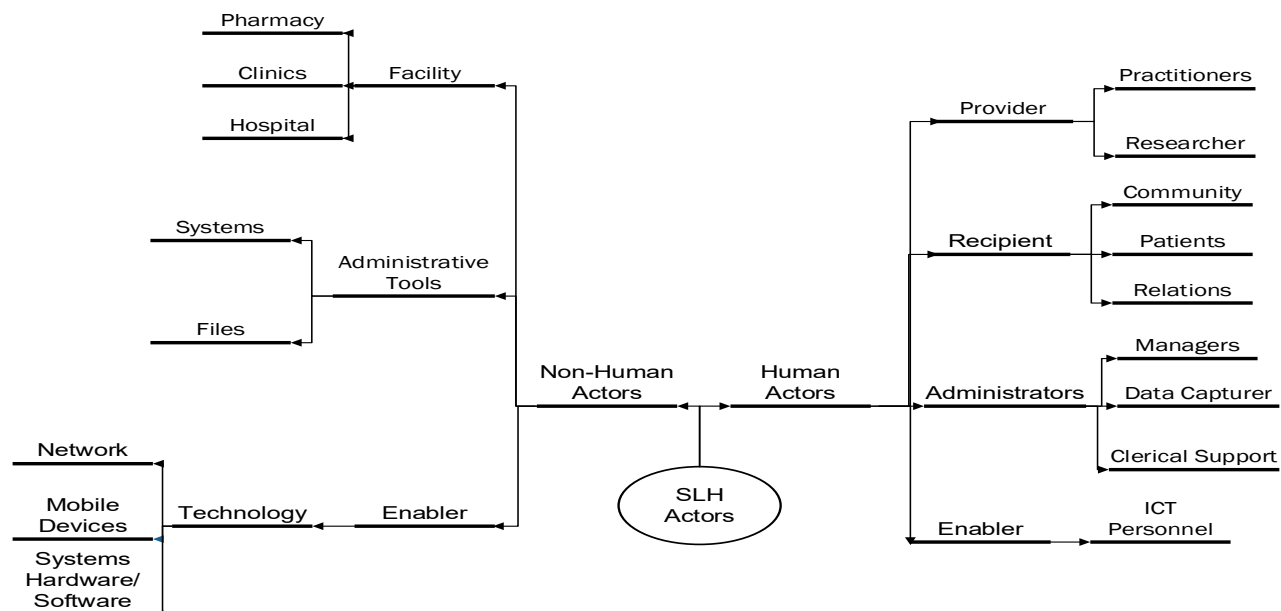 Pharmacy
Clinics
Facility
Hospital
Systems
Administrative
Tools
Files
Non-Human
Actors
Network
Mobile
Devices
Technology
Enabler
Systems
Hardware/
Software
SLH
Actors
Human
Actors
Provider
Practitioners
Researcher
Recipient
Community
Patients
Relations
Administrators
Managers
Data Capturer
Clerical Support
Enabler
ICT
Personnel